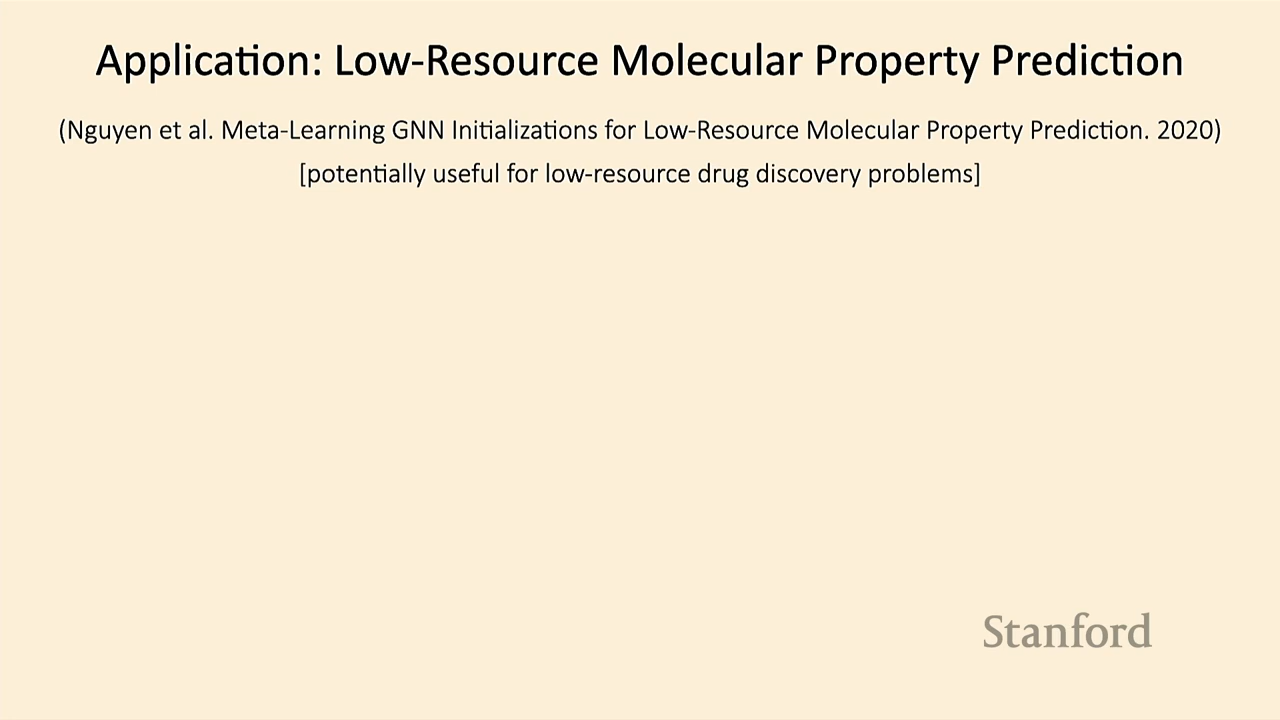 Application: Low-Resource Molecular Property Prediction
(Nguyen et al. Meta-Learning GNN Initializations for Low-Resource Molecular Property Prediction. 2020)
[potentially useful for low-resource drug discovery problems]
Stanford